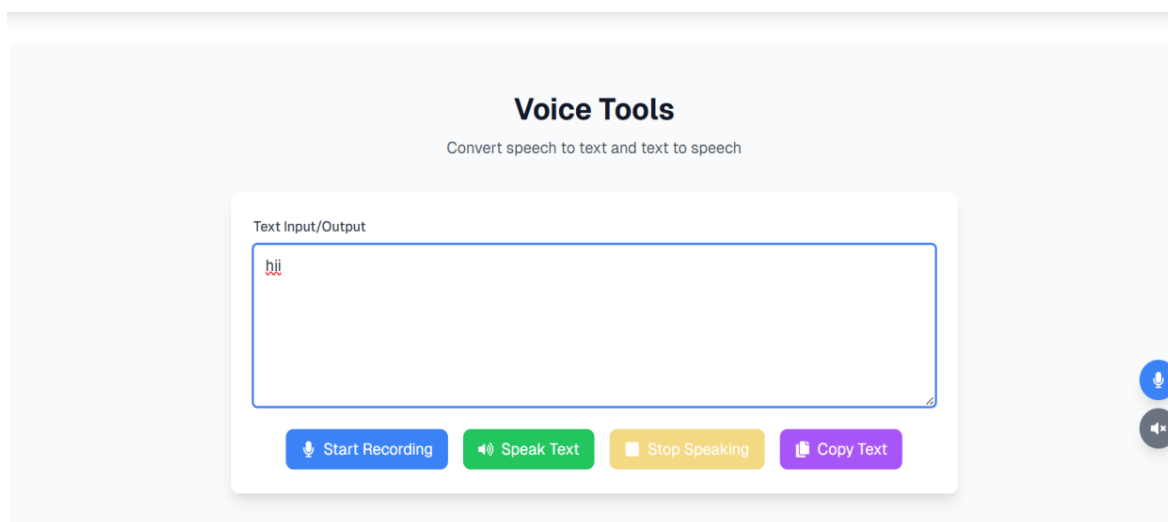 Voice Tools
Convert speech to text and text to speech
Text Input/Output
hii
Start Recording
Speak Text
Stop Speaking
Copy Text